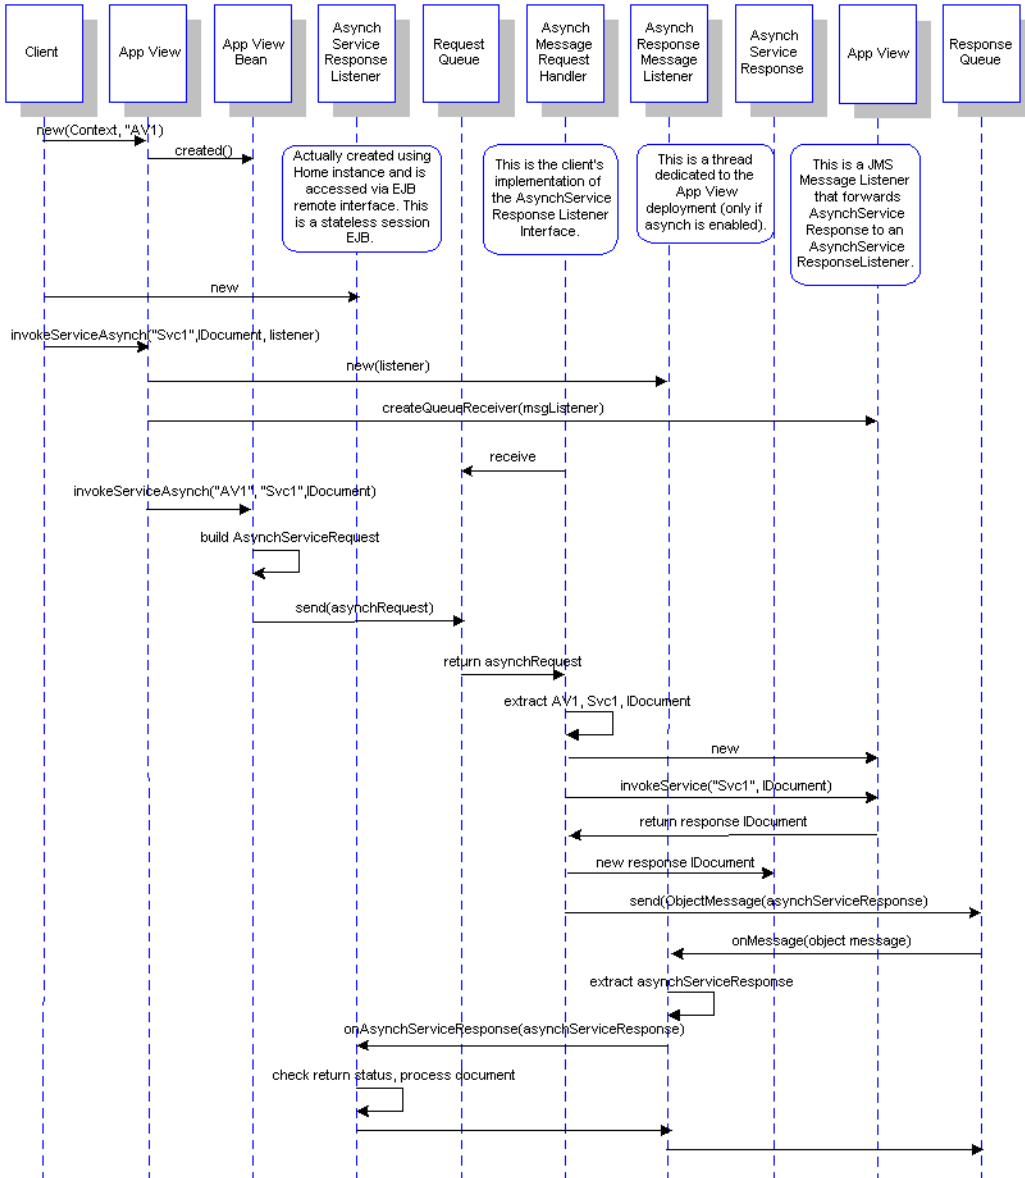 Client
App View
App View
Bean
Asynch
Service
Response
Listener
Request
Queue
Asynch
Message
Request
Handler
Asynch
Response
Message
Listener
Asynch
Service
Response
App View
Response
Queue
new(Context, "AV1)
created()
Actually created using
Home instance and is
accessed via EJB
remote interface. This
is a stateless session
EJB.
This is the client's
implementation of
the AsynchService
Response Listener
Interface.
This is a thread
dedicated to the
App View
deployment (only if
asynch is enabled).
This is a JMS
Message Listener
that forwards
AsynchService
Response to an
AsynchService
ResponseListener.
new
invokeServiceAsynch("Svc1",IDocument, listener)
new(listener)
createQueueReceiver(msgListener)
receive
invokeServiceAsynch("AV1", "Svc1",IDocument)
build AsynchServiceRequest
send(asynchRequest)
return asynchRequest
extract AV1, Svc1, IDocument
new
invokeService("Svc1", IDocument)
return response IDocument
new response IDocument
send(ObjectMessage(asynchServiceResponse)
onMessage(object message)
extract asynchServiceResponse
onAsynchServiceResponse(asynchServiceResponse)
check return status, process document